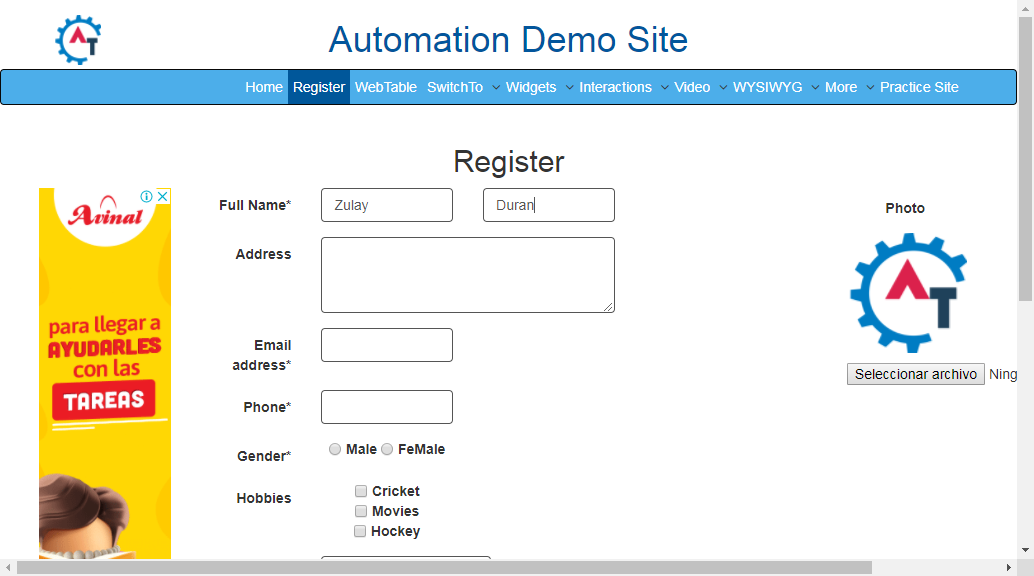 AT
Automation Demo Site
Home Register WebTable SwitchTo Widgets Interactions Video WYSIWYG More Practice Site
Register
Avinal
para llegar a
AYUDARLES
con las
TAREAS
Full Name* Zulay Duran
Address
Email
address*
Phone*
Gender* Male FeMale
Hobbies Cricket
Movies
Hockey
Photo
AT
Seleccionar archivo Ning